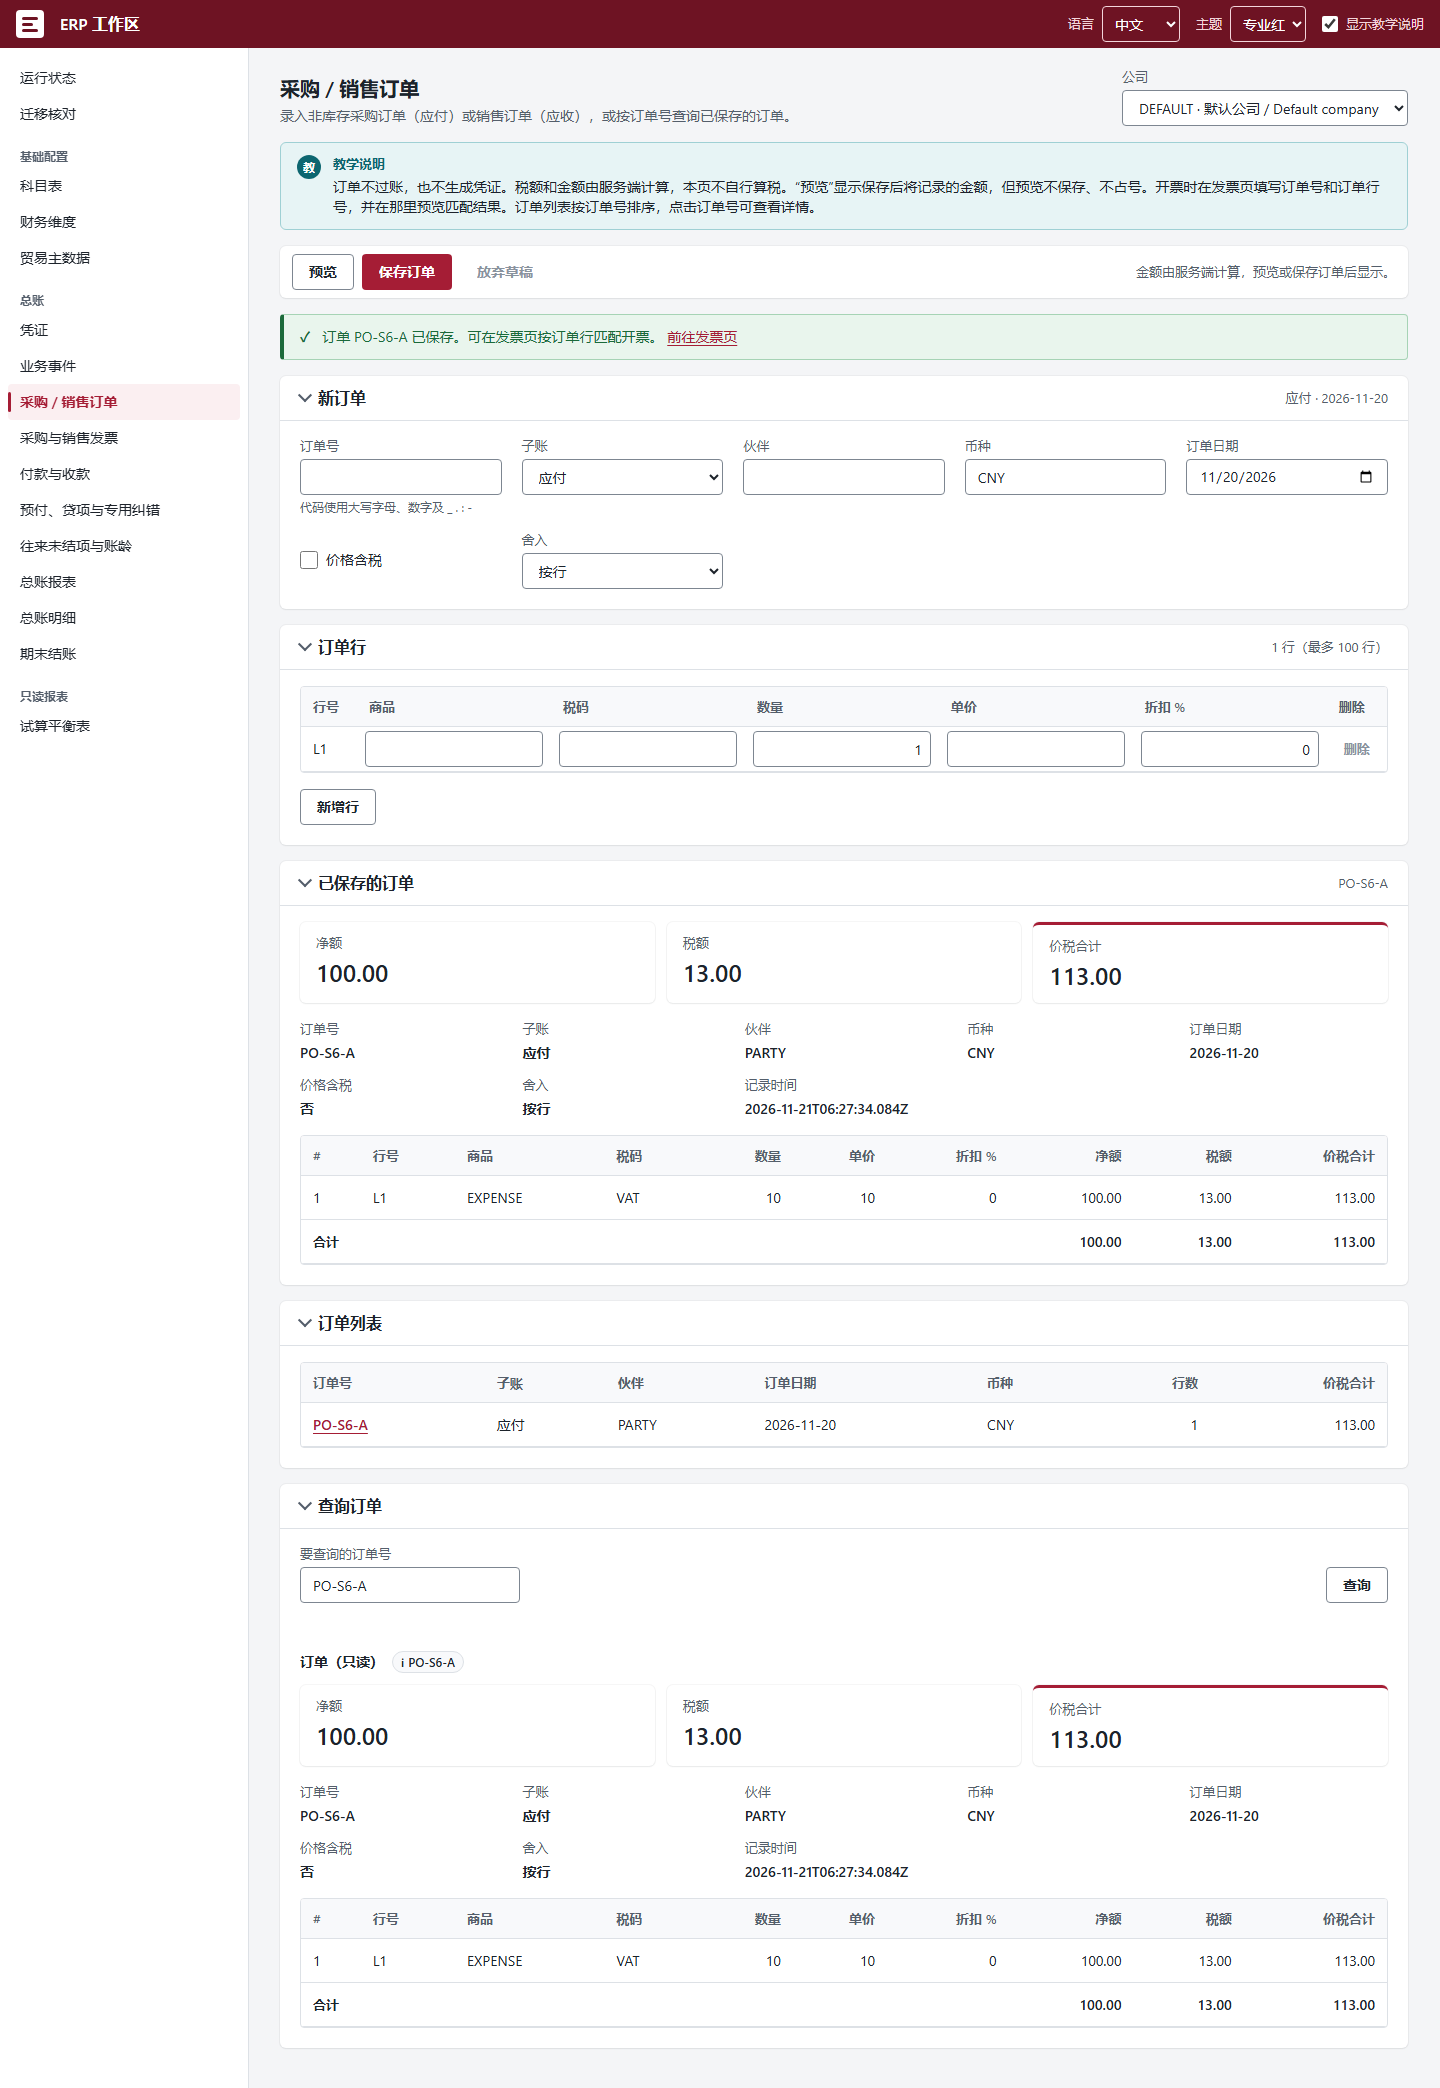 ERP 工作区
语言 中文 主题 专业红 显示教学说明
运行状态
迁移核对
基础配置
科目表
财务维度
贸易主数据
总账
凭证
业务事件
采购 / 销售订单
采购与销售发票
付款与收款
预付、贷项与专用纠错
往来未结项与账龄
总账报表
总账明细
期末结账
只读报表
试算平衡表
采购 / 销售订单
录入非库存采购订单（应付）或销售订单（应收），或按订单号查询已保存的订单。
公司
DEFAULT · 默认公司 / Default company
教 教学说明
订单不过账，也不生成凭证。税额和金额由服务端计算，本页不自行算税。“预览”显示保存后将记录的金额，但预览不保存、不占号。开票时在发票页填写订单号和订单行
号，并在那里预览匹配结果。订单列表按订单号排序，点击订单号可查看详情。
预览 保存订单 放弃草稿 金额由服务端计算，预览或保存订单后显示。
✓ 订单 PO-S6-A 已保存。可在发票页按订单行匹配开票。 前往发票页
新订单 应付 · 2026-11-20
订单号 子账 伙伴 币种 订单日期
应付 CNY 11/20/2026
代码使用大写字母、数字及 _ . : -
舍入
价格含税 按行
订单行 1 行（最多 100 行）
行号 商品 税码 数量 单价 折扣 % 删除
L1 1 0 删除
新增行
已保存的订单 PO-S6-A
净额 税额 价税合计
100.00 13.00 113.00
订单号 子账 伙伴 币种 订单日期
PO-S6-A 应付 PARTY CNY 2026-11-20
价格含税 舍入 记录时间
否 按行 2026-11-21T06:27:34.084Z
# 行号 商品 税码 数量 单价 折扣 % 净额 税额 价税合计
1 L1 EXPENSE VAT 10 10 0 100.00 13.00 113.00
合计 100.00 13.00 113.00
订单列表
订单号 子账 伙伴 订单日期 币种 行数 价税合计
PO-S6-A 应付 PARTY 2026-11-20 CNY 1 113.00
查询订单
要查询的订单号
PO-S6-A 查询
订单（只读） i PO-S6-A
净额 税额 价税合计
100.00 13.00 113.00
订单号 子账 伙伴 币种 订单日期
PO-S6-A 应付 PARTY CNY 2026-11-20
价格含税 舍入 记录时间
否 按行 2026-11-21T06:27:34.084Z
# 行号 商品 税码 数量 单价 折扣 % 净额 税额 价税合计
1 L1 EXPENSE VAT 10 10 0 100.00 13.00 113.00
合计 100.00 13.00 113.00